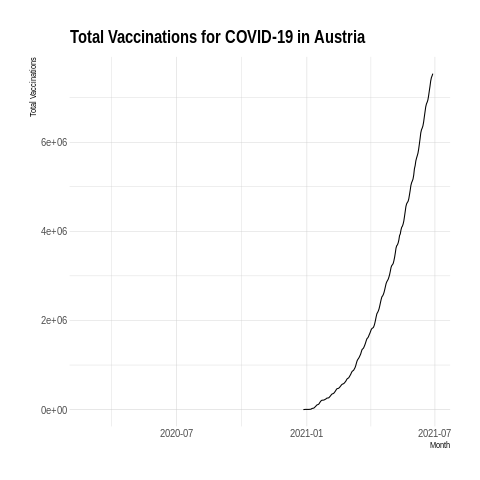 Total Vaccinations for COVID-19 in Austria
Total Vaccinations
6e+06
4e+06
2e+06
0e+00
2020-07
2021-01
2021-07
Month